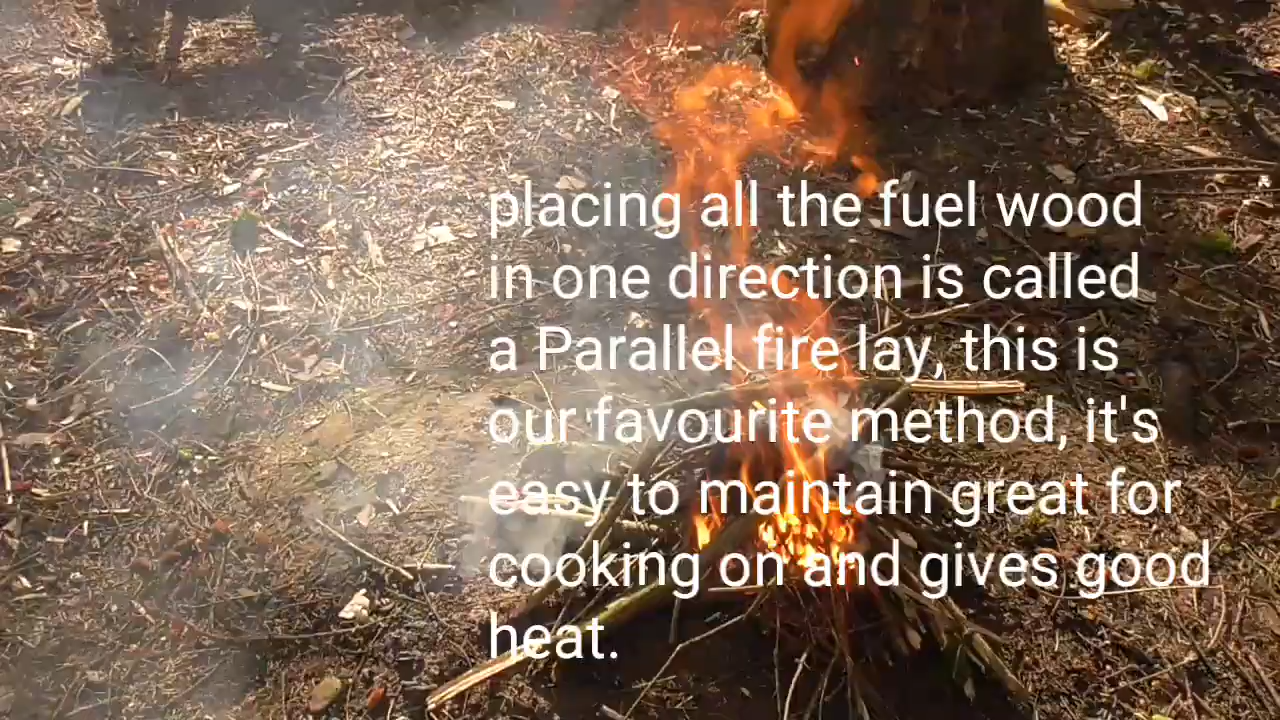 placing all the fuel wood
in one direction is called
a Parallel fire lay, this is
our favourite method, it's
easy to maintain great for
cooking on and gives good
heat.